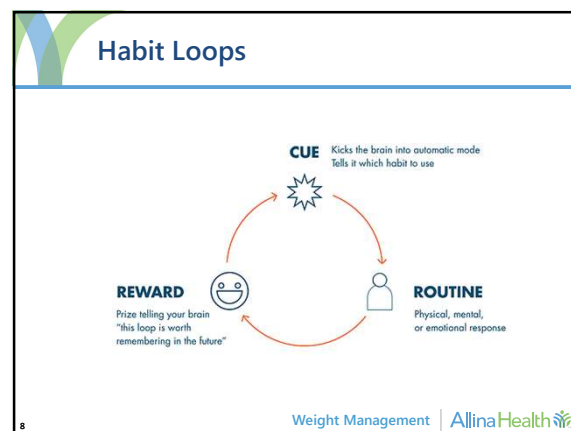 Habit Loops
CUE
Kicks the brain into automatic mode
Tells it which habit to use
REWARD
Prize telling your brain
"this loop is worth
remembering in the future"
ROUTINE
Physical, mental,
or emotional response
8
Weight Management | AllinaHealth